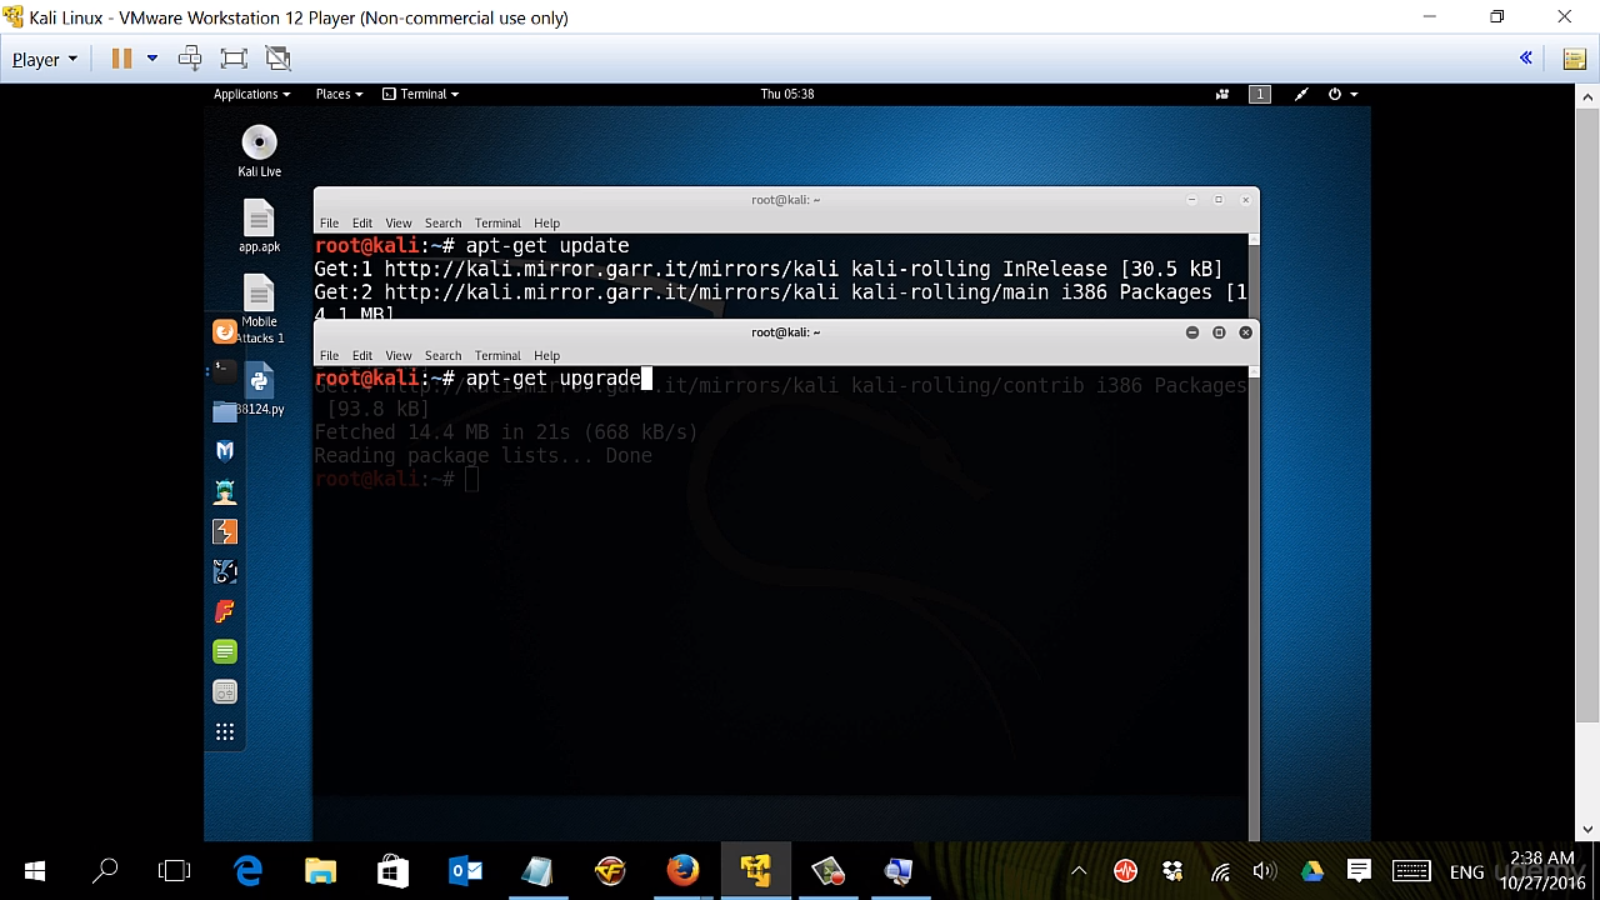 Kali Linux - VMware Workstation 12 Player (Non-commercial use only)
Player
Applications Places Terminal Thu 05:38 1
Kali Live
app.apk
Mobile
Attacks 1
38124.py
root@kali: ~
File Edit View Search Terminal Help
root@kali:~# apt-get update
Get:1 http://kali.mirror.garr.it/mirrors/kali kali-rolling InRelease [30.5 kB]
Get:2 http://kali.mirror.garr.it/mirrors/kali kali-rolling/main i386 Packages [1
4.1 MB]
root@kali: ~
File Edit View Search Terminal Help
root@kali:~# apt-get upgrade
.it/mirrors/kali kali-rolling/contrib i386 Packages
[93.8 kB]
Fetched 14.4 MB in 21s (668 kB/s)
Reading package lists... Done
root@kali:~#
ENG
2:38 AM
10/27/2016
udemy